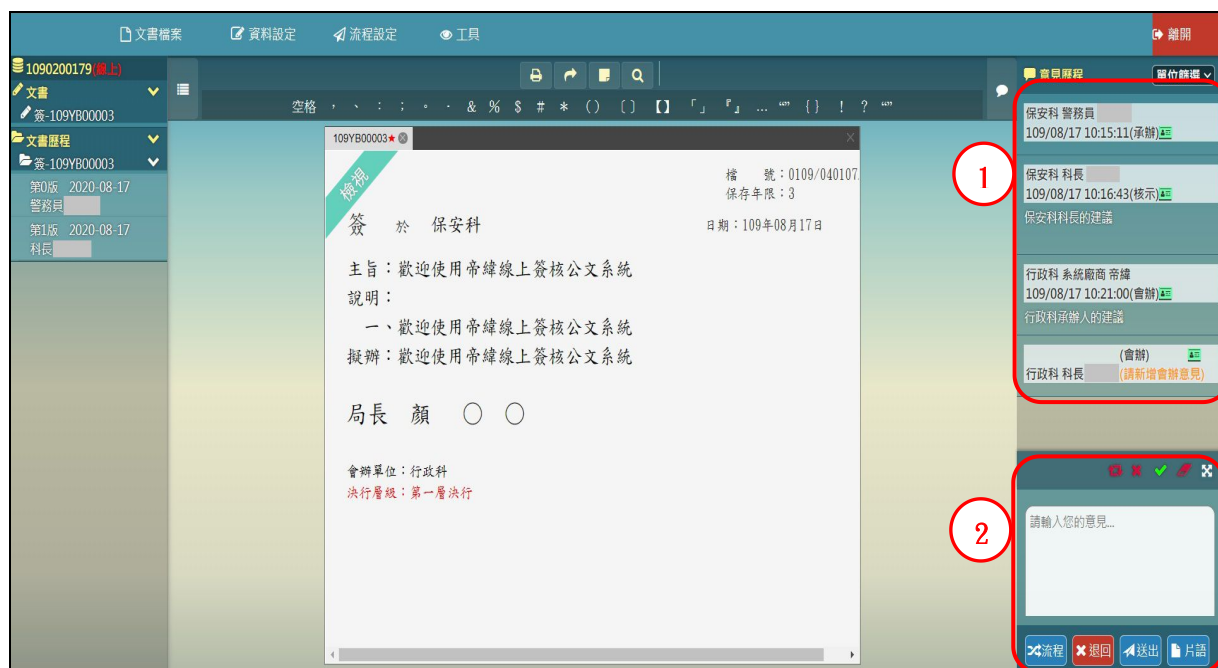 文書檔案 資料設定 流程設定 工具 離開
1090200179(線上)
文書
簽-109YB00003
文書歷程
簽-109YB00003
第0版 2020-08-17
警務員
第1版 2020-08-17
科長
空格 , 、 : ; 。 · & % $ # * () 〔〕 【】 「」 『』 … “” {} ! ? “”
109YB00003★
檢視
檔 號:0109/040107
保存年限:3
簽 於 保安科
日期:109年08月17日
主旨:歡迎使用帝緯線上簽核公文系統
說明:
一、歡迎使用帝緯線上簽核公文系統
擬辦:歡迎使用帝緯線上簽核公文系統
局長 顏 〇 〇
會辦單位:行政科
決行層級:第一層決行
意見歷程 單位篩選
1
保安科 警務員
109/08/17 10:15:11(承辦)
保安科 科長
109/08/17 10:16:43(核示)
保安科科長的建議
行政科 系統廠商 帝緯
109/08/17 10:21:00(會辦)
行政科承辦人的建議
(會辦)
行政科 科長 (請新增會辦意見)
2
請輸入您的意見...
流程 退回 送出 片語